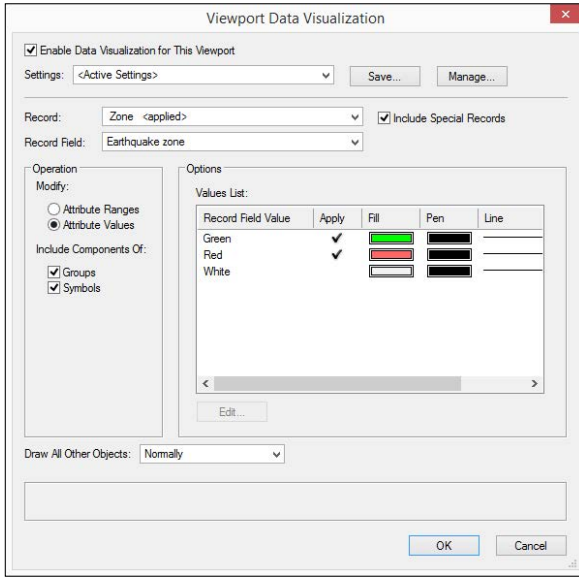 Viewport Data Visualization
Enable Data Visualization for This Viewport
Settings: <Active Settings> Save... Manage...
Record: Zone <applied> Include Special Records
Record Field: Earthquake zone
Operation
Modify:
Attribute Ranges
Attribute Values
Include Components Of:
Groups
Symbols
Options
Values List:
Record Field Value Apply Fill Pen Line
Green
Red
White
Edit...
Draw All Other Objects: Normally
OK Cancel